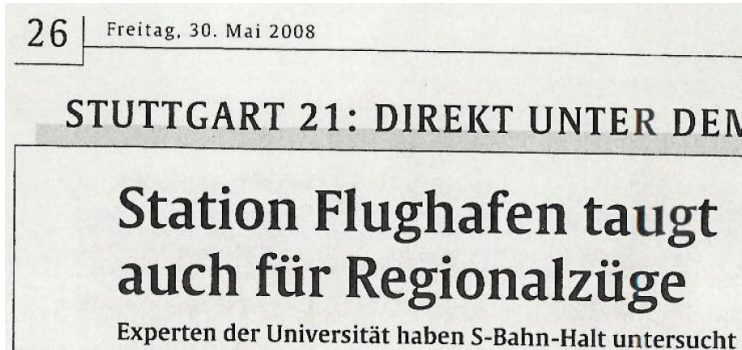 26
Freitag, 30. Mai 2008
STUTTGART 21: DIREKT UNTER DEM
Station Flughafen taugt
auch für Regionalzüge
Experten der Universität haben S-Bahn-Halt untersucht